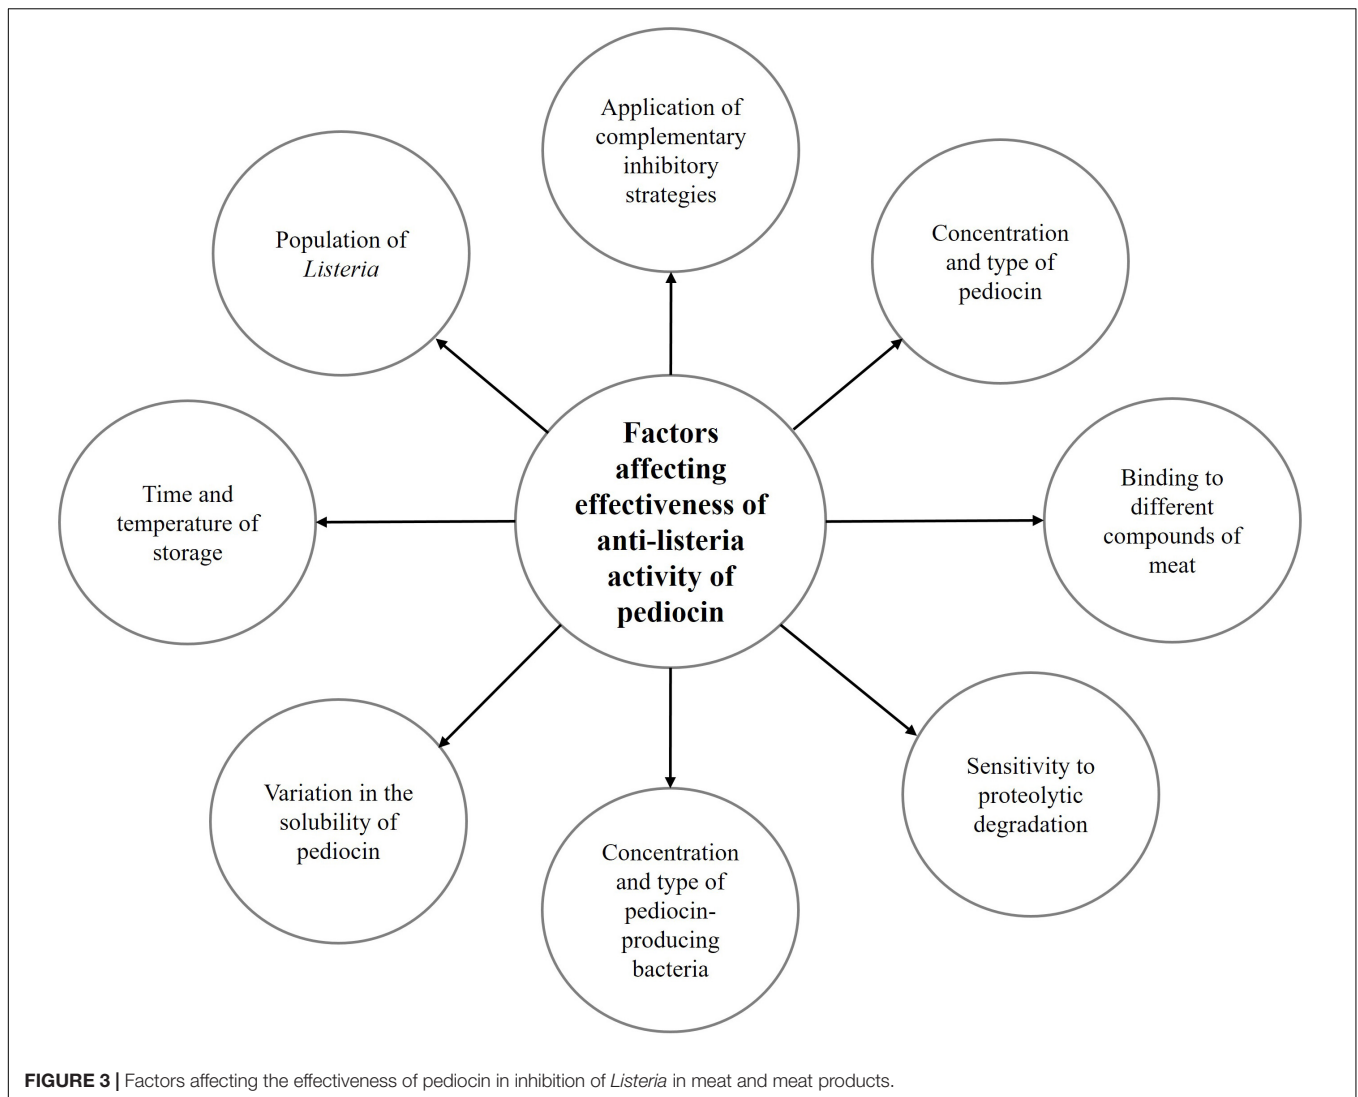 Application of
complementary
inhibitory
strategies
Concentration
and type of
pediocin
Binding to
different
compounds of
meat
Sensitivity to
proteolytic
degradation
Concentration
and type of
pediocin-
producing
bacteria
Variation in the
solubility of
pediocin
Time and
temperature of
storage
Population of
Listeria
Factors
affecting
effectiveness of
anti-listeria
activity of
pediocin
FIGURE 3 | Factors affecting the effectiveness of pediocin in inhibition of Listeria in meat and meat products.